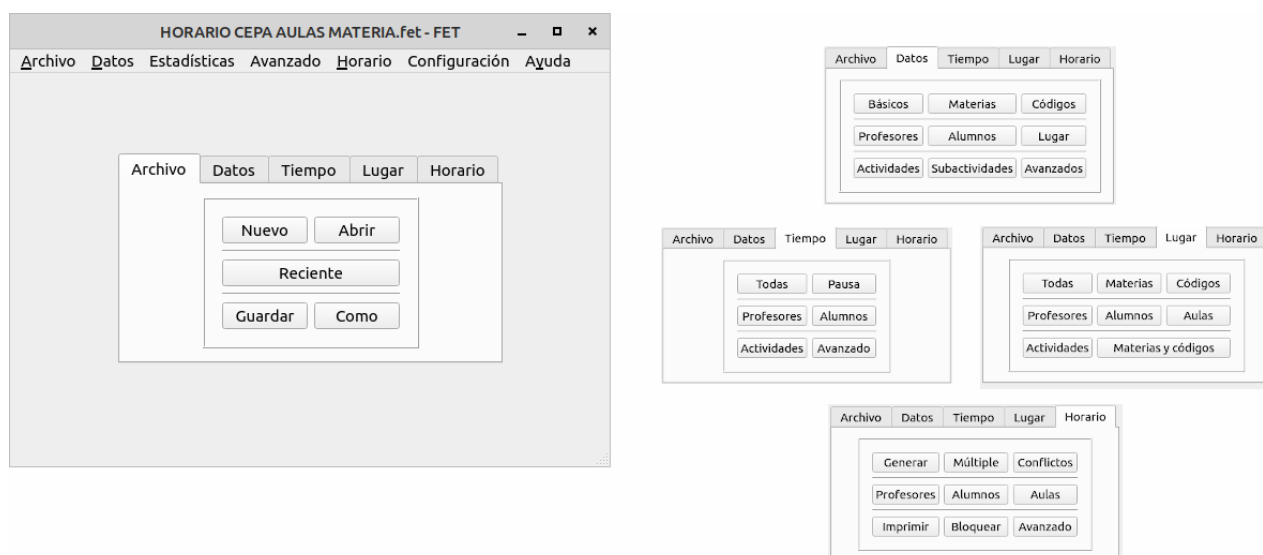 HORARIO CEPA AULAS MATERIA.fet - FET
Archivo Datos Estadísticas Avanzado Horario Configuración Ayuda
Archivo Datos Tiempo Lugar Horario
Nuevo Abrir
Reciente
Guardar Como
Archivo Datos Tiempo Lugar Horario
Básicos Materias Códigos
Profesores Alumnos Lugar
Actividades Subactividades Avanzados
Archivo Datos Tiempo Lugar Horario
Todas Pausa
Profesores Alumnos
Actividades Avanzado
Archivo Datos Tiempo Lugar Horario
Todas Materias Códigos
Profesores Alumnos Aulas
Actividades Materias y códigos
Archivo Datos Tiempo Lugar Horario
Generar Múltiple Conflictos
Profesores Alumnos Aulas
Imprimir Bloquear Avanzado